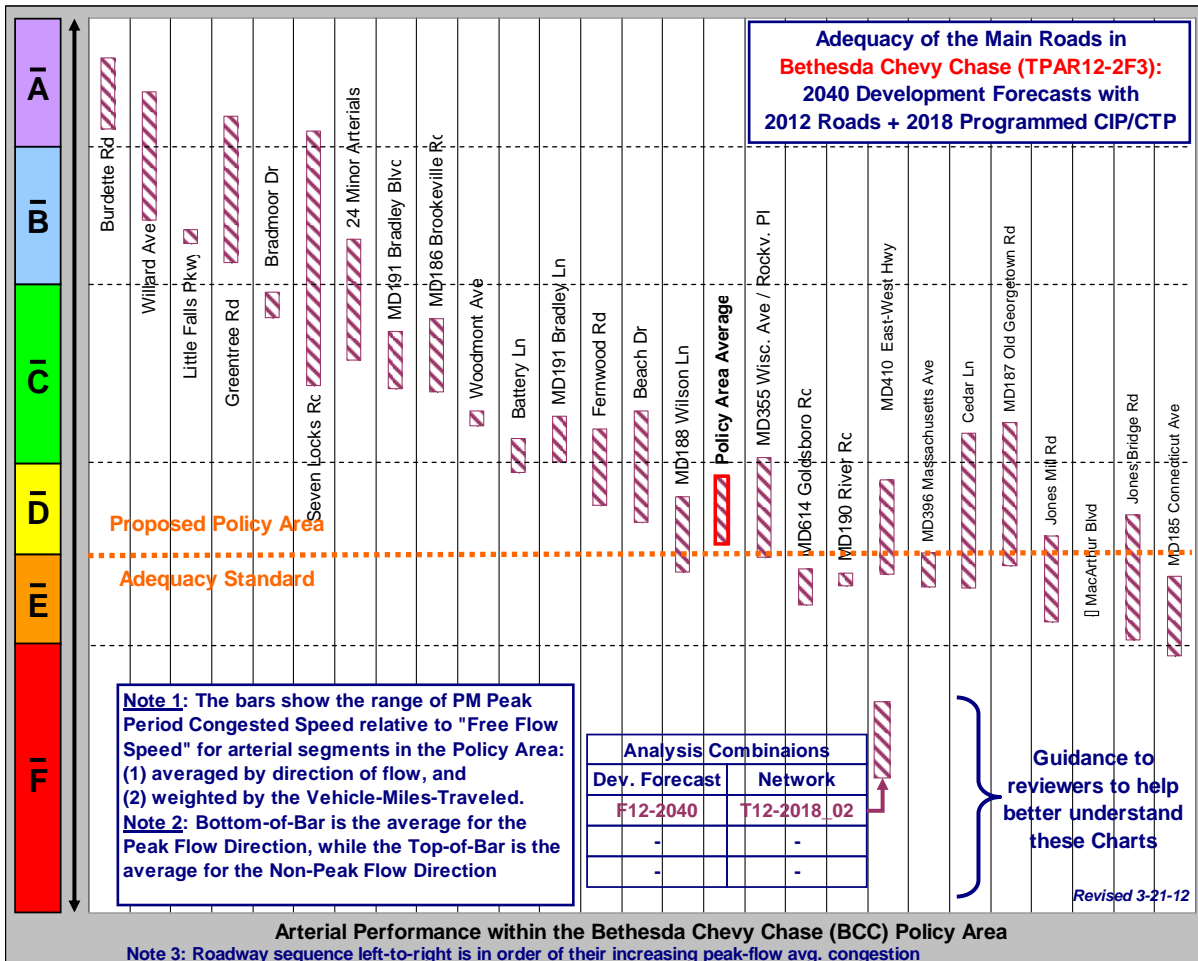 Adequacy of the Main Roads in
Bethesda Chevy Chase (TPAR12-2F3):
2040 Development Forecasts with
2012 Roads + 2018 Programmed CIP/CTP
A
B
C
D
E
F
Burdette Rd
Willard Ave
Little Falls Pkwy
Greentree Rd
Bradmoor Dr
Seven Locks Rd
24 Minor Arterials
MD191 Bradley Blvd
MD186 Brookeville Rd
Woodmont Ave
Battery Ln
MD191 Bradley Ln
Fernwood Rd
Beach Dr
MD188 Wilson Ln
Policy Area Average
MD355 Wisc. Ave / Rockv. Pl
MD614 Goldsboro Rd
MD190 River Rd
MD410 East-West Hwy
MD396 Massachusetts Ave
Cedar Ln
MD187 Old Georgetown Rd
Jones Mill Rd
[] MacArthur Blvd
Jones Bridge Rd
MD185 Connecticut Ave
Proposed Policy Area
Adequacy Standard
Note 1: The bars show the range of PM Peak
Period Congested Speed relative to "Free Flow
Speed" for arterial segments in the Policy Area:
(1) averaged by direction of flow, and
(2) weighted by the Vehicle-Miles-Traveled.
Note 2: Bottom-of-Bar is the average for the
Peak Flow Direction, while the Top-of-Bar is the
average for the Non-Peak Flow Direction
Analysis Combinaions
Dev. Forecast Network
F12-2040 T12-2018_02
- -
- -
Guidance to
reviewers to help
better understand
these Charts
Revised 3-21-12
Arterial Performance within the Bethesda Chevy Chase (BCC) Policy Area
Note 3: Roadway sequence left-to-right is in order of their increasing peak-flow avg. congestion